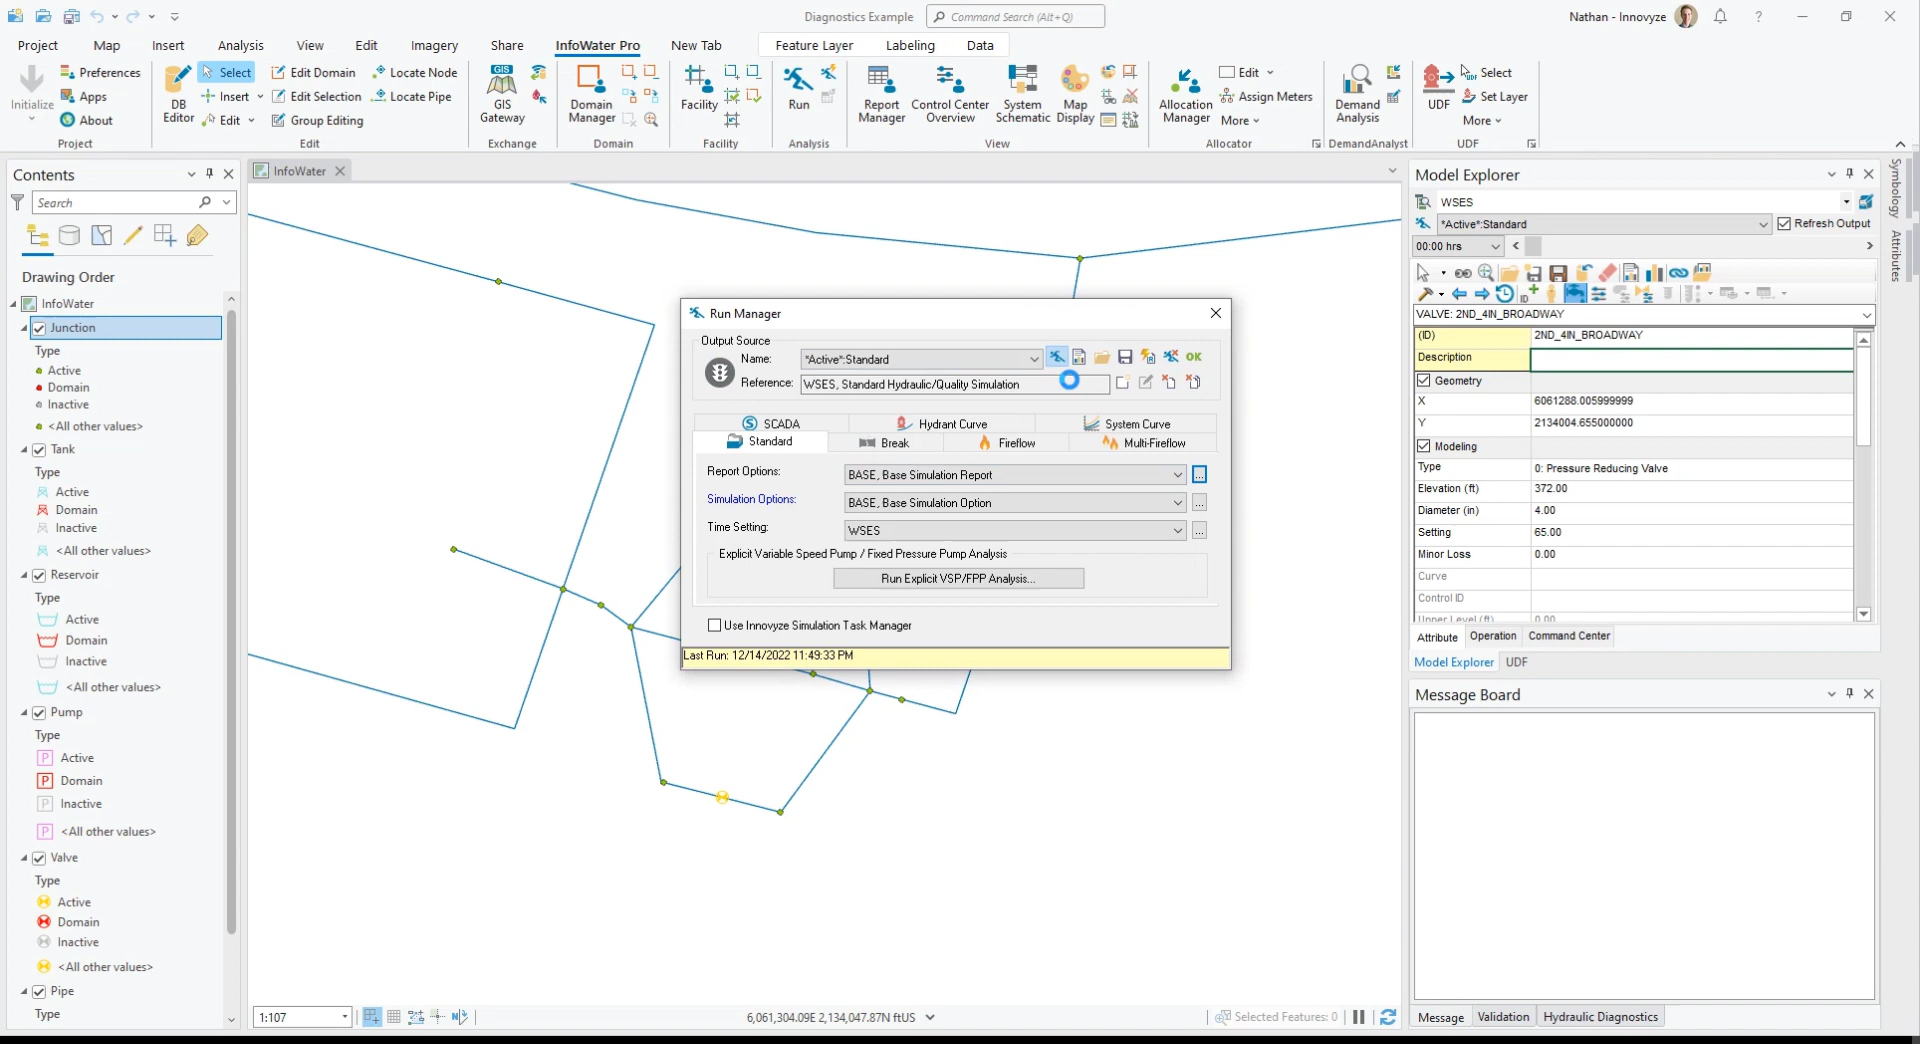 Diagnostics Example
Command Search (Alt+Q)
Nathan - Innovyze
Project
Map
Insert
Analysis
View
Edit
Imagery
Share
InfoWater Pro
New Tab
Feature Layer
Labeling
Data
Initialize
Preferences
Apps
About
Project
DB
Editor
Select
Insert
Edit
Edit Domain
Edit Selection
Group Editing
Locate Node
Locate Pipe
Edit
GIS
GIS
Gateway
Exchange
Domain
Manager
Domain
Facility
Facility
Run
Analysis
Report
Manager
Control Center
Overview
System
Schematic
Map
Display
View
Allocation
Manager
Edit
Assign Meters
More
Allocator
Demand
Analysis
DemandAnalyst
UDF
Select
Set Layer
More
UDF
Contents
Search
Drawing Order
InfoWater
Junction
Type
Active
Domain
Inactive
<All other values>
Tank
Type
Active
Domain
Inactive
<All other values>
Reservoir
Type
Active
Domain
Inactive
<All other values>
Pump
Type
P Active
P Domain
P Inactive
P <All other values>
Valve
Type
Active
Domain
Inactive
<All other values>
Pipe
Type
InfoWater
Run Manager
Output Source
Name:
*Active*:Standard
OK
Reference:
WSES, Standard Hydraulic/Quality Simulation
SCADA
Hydrant Curve
System Curve
Standard
Break
Fireflow
Multi-Fireflow
Report Options:
BASE, Base Simulation Report
...
Simulation Options:
BASE, Base Simulation Option
...
Time Setting:
WSES
...
Explicit Variable Speed Pump / Fixed Pressure Pump Analysis
Run Explicit VSP/FPP Analysis...
Use Innovyze Simulation Task Manager
Last Run: 12/14/2022 11:49:33 PM
1:107
6,061,304.09E 2,134,047.87N ftUS
Selected Features: 0
Model Explorer
WSES
*Active*:Standard
Refresh Output
00:00 hrs
VALVE: 2ND_4IN_BROADWAY
(ID) 2ND_4IN_BROADWAY
Description
Geometry
X 6061288.005999999
Y 2134004.655000000
Modeling
Type 0: Pressure Reducing Valve
Elevation (ft) 372.00
Diameter (in) 4.00
Setting 65.00
Minor Loss 0.00
Curve
Control ID
Upper Level (ft) 0.00
Attribute
Operation
Command Center
Model Explorer
UDF
Message Board
Message
Validation
Hydraulic Diagnostics
Symbology
Attributes